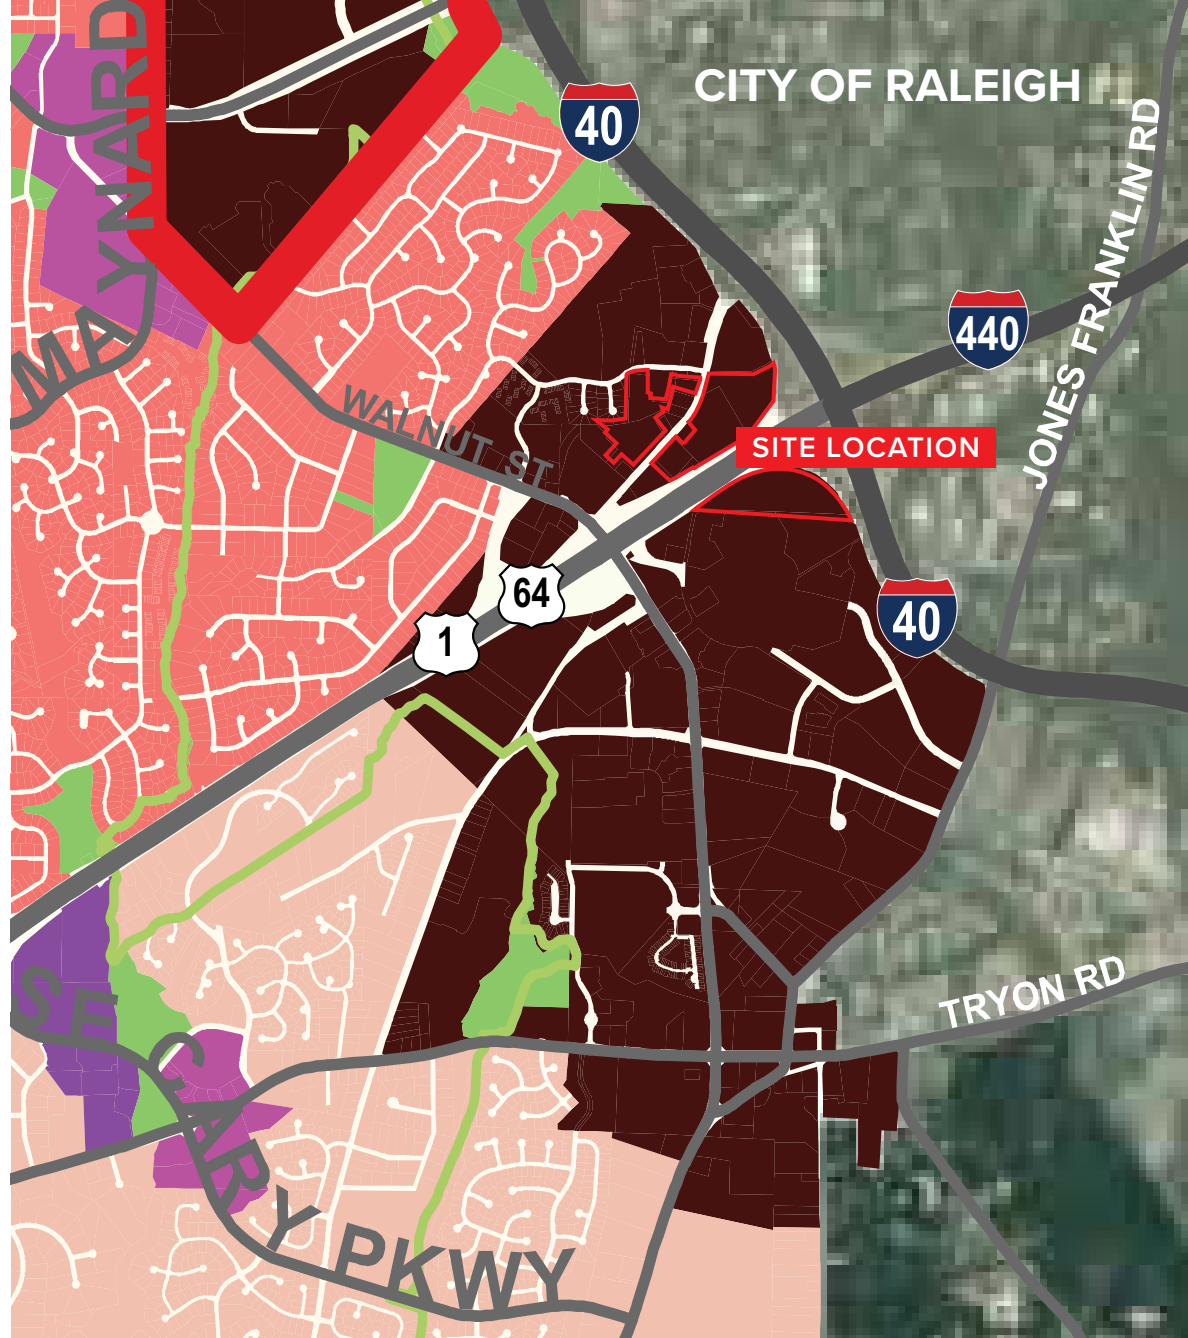 CITY OF RALEIGH
40
JONES FRANKLIN RD
MAYNARD
440
WALNUT ST
SITE LOCATION
64
40
1
TRYON RD
SE CARY PKWY